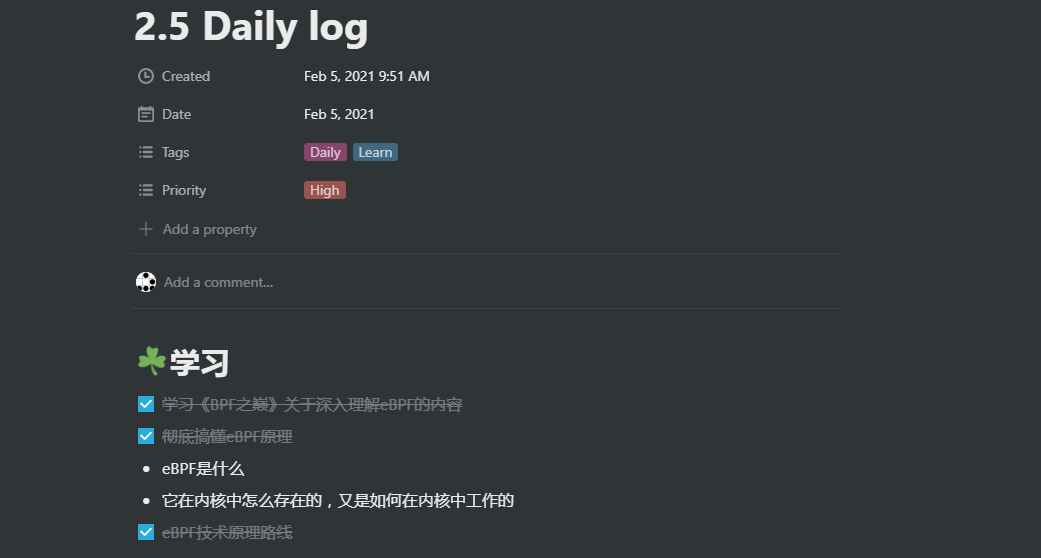 2.5 Daily log
Created Feb 5, 2021 9:51 AM
Date Feb 5, 2021
Tags Daily Learn
Priority High
Add a property
Add a comment...
学习
学习《BPF之巅》关于深入理解eBPF的内容
彻底搞懂eBPF原理
eBPF是什么
它在内核中怎么存在的，又是如何在内核中工作的
eBPF技术原理路线